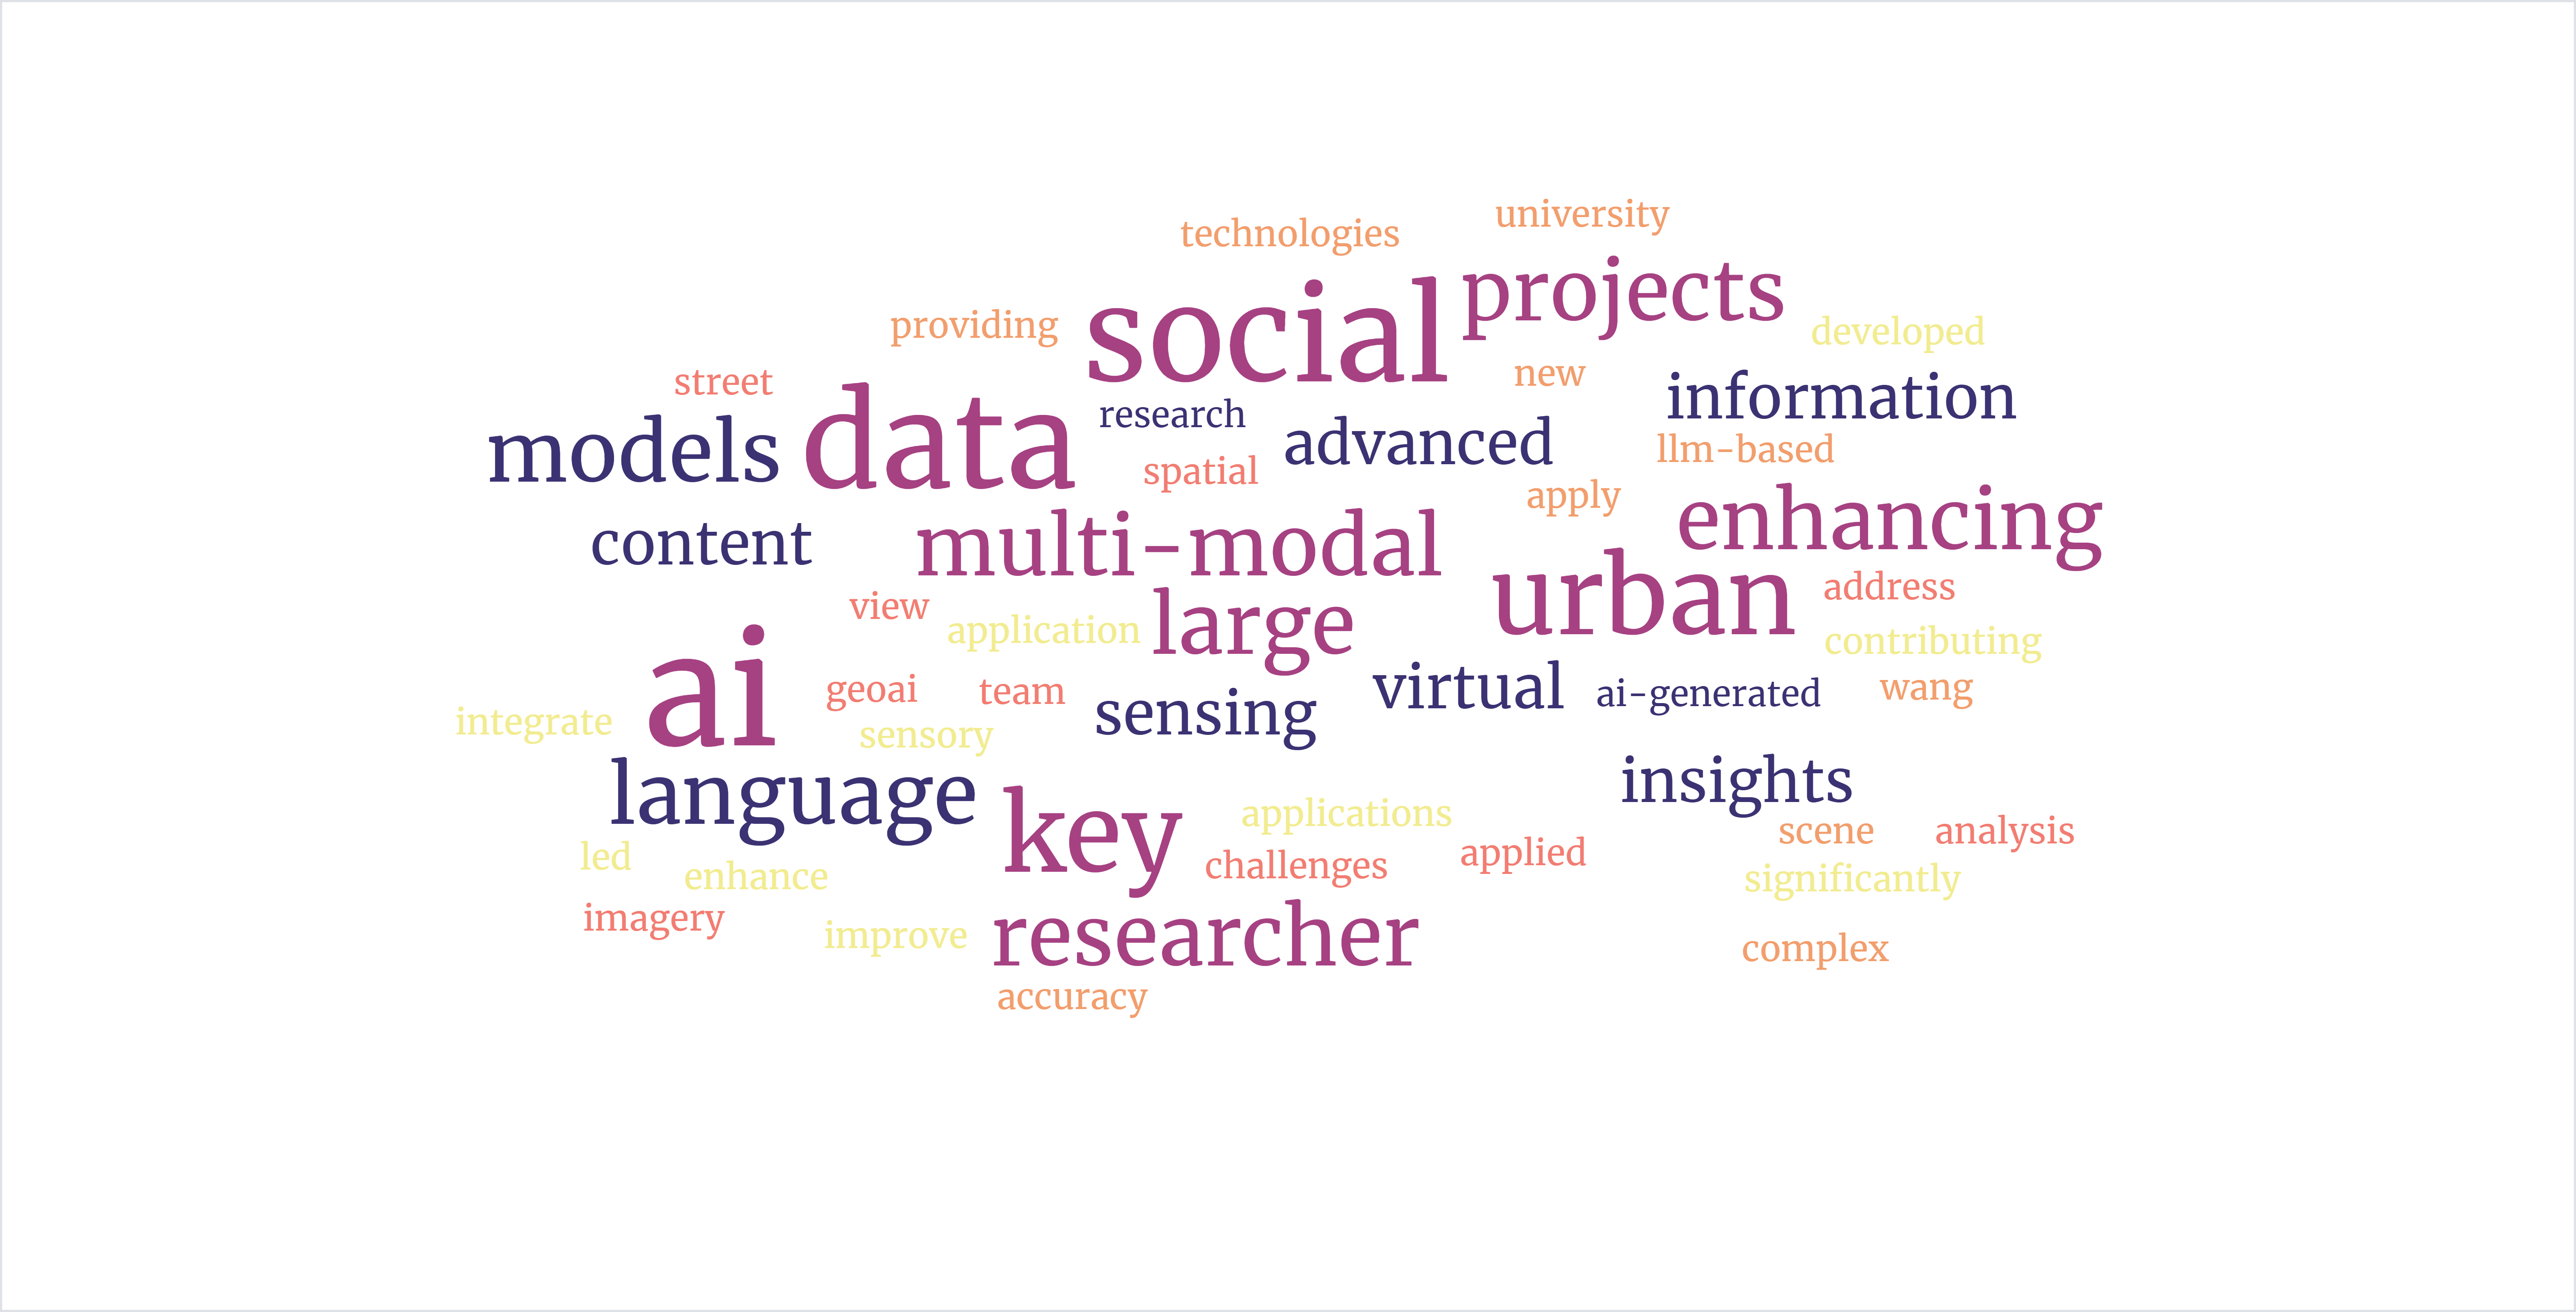 university
technologies
social
projects
providing
developed
street
data
new
information
models
research
advanced
llm-based
spatial
content
multi-modal
apply
enhancing
urban
view
application
large
address
contributing
ai
geoai
team
sensing
virtual
ai-generated
wang
integrate
sensory
language
key
applications
insights
scene
analysis
led
enhance
challenges
applied
significantly
imagery
improve
researcher
complex
accuracy